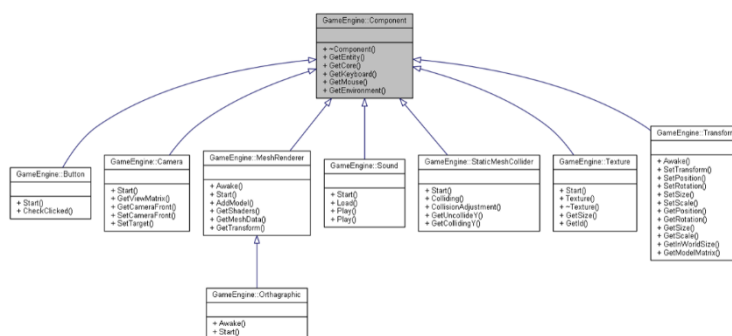 GameEngine::Component
+ ~Component()
+ GetEntity()
+ GetCore()
+ GetKeyboard()
+ GetMouse()
+ GetEnvironment()
GameEngine::Button
+ Start()
+ CheckClicked()
GameEngine::Camera
+ Start()
+ GetViewMatrix()
+ GetCameraFront()
+ SetCameraFront()
+ SetTarget()
GameEngine::MeshRenderer
+ Awake()
+ Start()
+ AddModel()
+ GetShaders()
+ GetMeshData()
+ GetTransform()
GameEngine::Sound
+ Start()
+ Load()
+ Play()
+ Play()
GameEngine::StaticMeshCollider
+ Start()
+ Colliding()
+ CollisionAdjustment()
+ GetUncollideY()
+ GetCollidingY()
GameEngine::Texture
+ Start()
+ Texture()
+ ~Texture()
+ GetSize()
+ GetId()
GameEngine::Transform
+ Awake()
+ SetTransform()
+ SetPosition()
+ SetRotation()
+ SetSize()
+ SetScale()
+ GetPosition()
+ GetRotation()
+ GetSize()
+ GetScale()
+ GetInWorldSize()
+ GetModelMatrix()
GameEngine::Orthagraphic
+ Awake()
+ Start()